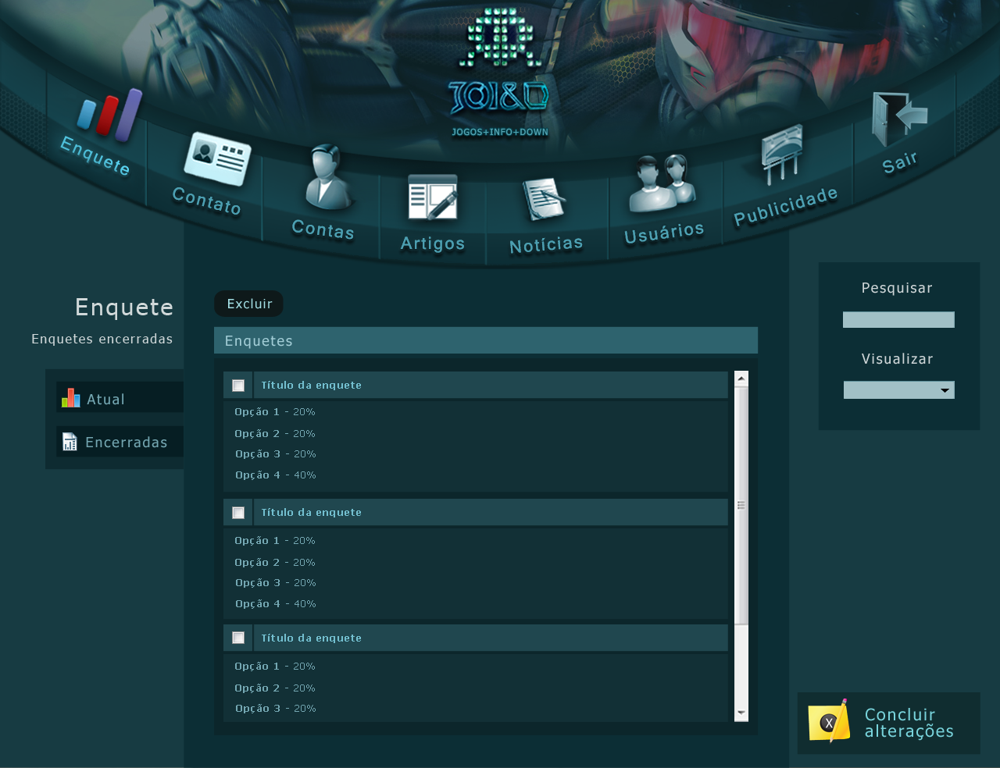 JOI&D
JOGOS+INFO+DOWN
Enquete
Contato
Contas
Artigos
Notícias
Usuários
Publicidade
Sair
Enquete
Enquetes encerradas
Atual
Encerradas
Excluir
Enquetes
Título da enquete
Opção 1 - 20%
Opção 2 - 20%
Opção 3 - 20%
Opção 4 - 40%
Título da enquete
Opção 1 - 20%
Opção 2 - 20%
Opção 3 - 20%
Opção 4 - 40%
Título da enquete
Opção 1 - 20%
Opção 2 - 20%
Opção 3 - 20%
Pesquisar
Visualizar
X
Concluir
alterações